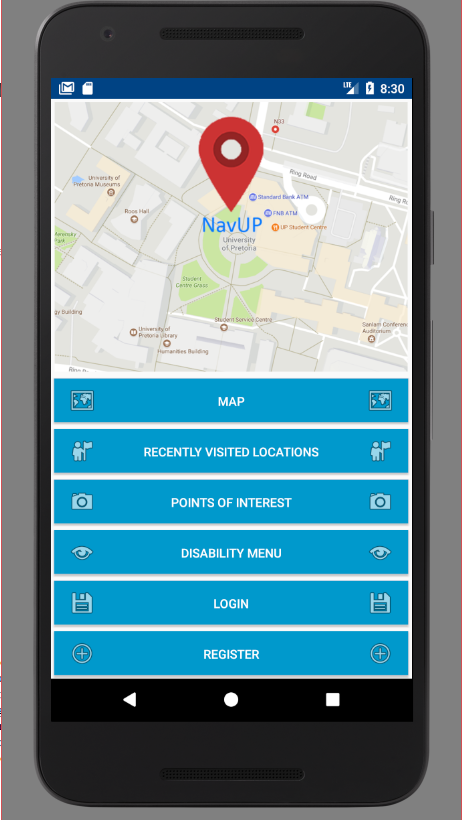 LTE 8:30
N33
Ring Road
University of
Pretoria Museums
Standard Bank ATM
Ring Ro
Roos Hall
FNB ATM
NavUP
UP Student Centre
University
of Pretoria
Park
Student
Centre Grass
gy Building
Student Service Centre
University of
Pretoria Library
Sanlam Conferen
Auditorium
Humanities Building
MAP
RECENTLY VISITED LOCATIONS
POINTS OF INTEREST
DISABILITY MENU
LOGIN
REGISTER